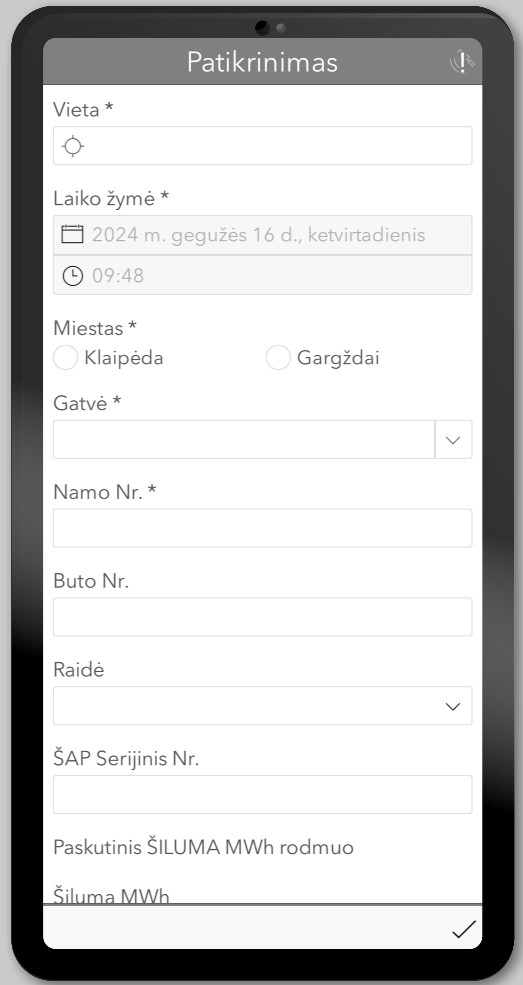 Patikrinimas
Vieta *
Laiko žymė *
2024 m. gegužės 16 d., ketvirtadienis
09:48
Miestas *
Klaipėda Gargždai
Gatvė *
Namo Nr. *
Buto Nr.
Raidė
ŠAP Serijinis Nr.
Paskutinis ŠILUMA MWh rodmuo
Šiluma MWh